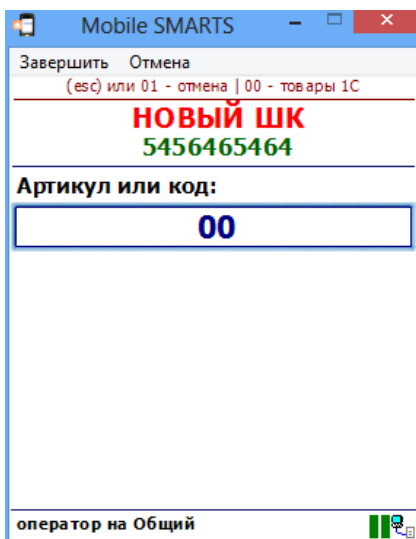 Mobile SMARTS
Завершить Отмена
(esc) или 01 - отмена | 00 - товары 1С
НОВЫЙ ШК
5456465464
Артикул или код:
00
оператор на Общий